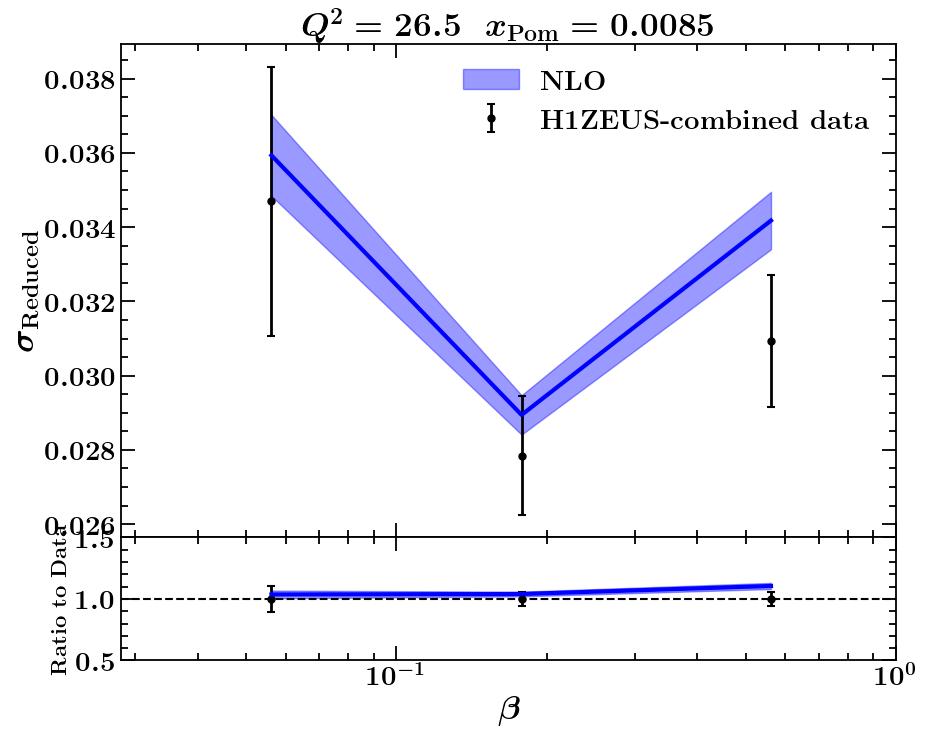 Q² = 26.5 x_Pom = 0.0085
NLO
H1ZEUS-combined data
σ_Reduced
0.038
0.036
0.034
0.032
0.030
0.028
0.026
Ratio to Data
1.5
1.0
0.5
10⁻¹
10⁰
β